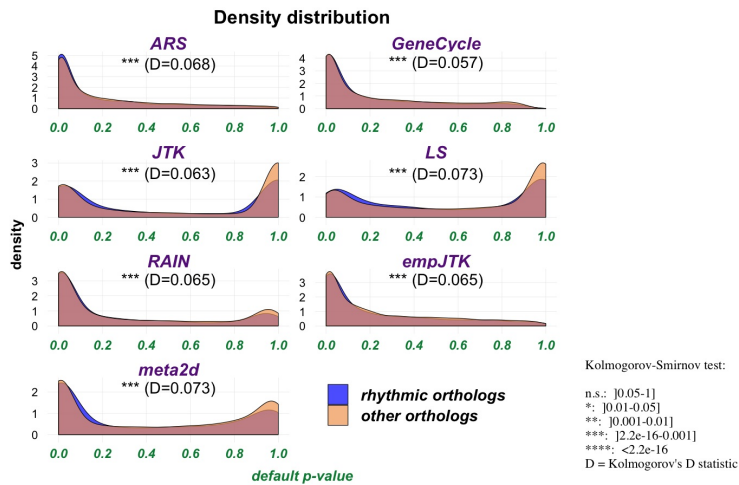 Density distribution
ARS
GeneCycle
*** (D=0.068)
*** (D=0.057)
5
4
3
2
1
0
4
3
2
1
0
0.0 0.2 0.4 0.6 0.8 1.0
0.0 0.2 0.4 0.6 0.8 1.0
JTK
LS
*** (D=0.063)
*** (D=0.073)
3
2
1
0
2
1
0
0.0 0.2 0.4 0.6 0.8 1.0
0.0 0.2 0.4 0.6 0.8 1.0
density
RAIN
empJTK
*** (D=0.065)
*** (D=0.065)
3
2
1
0
3
2
1
0
0.0 0.2 0.4 0.6 0.8 1.0
0.0 0.2 0.4 0.6 0.8 1.0
meta2d
*** (D=0.073)
2
1
0
0.0 0.2 0.4 0.6 0.8 1.0
default p-value
rhythmic orthologs
other orthologs
Kolmogorov-Smirnov test:
n.s.: ]0.05-1]
*: ]0.01-0.05]
**: ]0.001-0.01]
***: ]2.2e-16-0.001]
****: <2.2e-16
D = Kolmogorov's D statistic